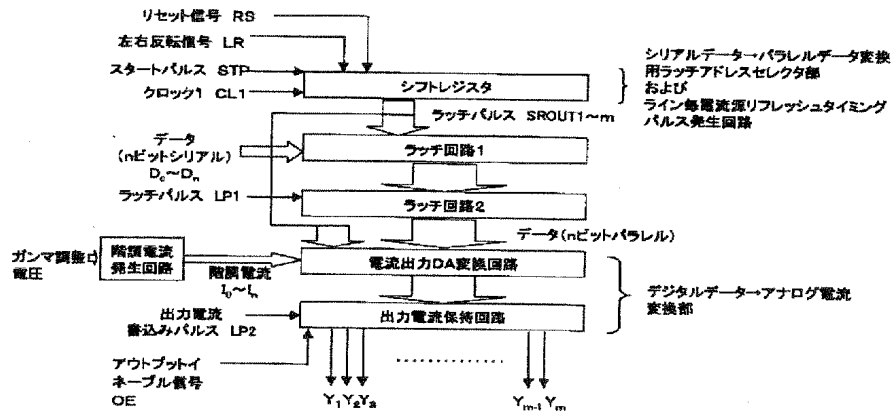 リセット信号 RS
左右反転信号 LR
スタートパルス STP
クロック1 CL1
シフトレジスタ
シリアルデータ→パラレルデータ変換
用ラッチアドレスセレクタ部
および
ライン毎電流源リフレッシュタイミング
パルス発生回路
ラッチパルス SROUT1~m
データ
(nビットシリアル)
D₀~Dₙ
ラッチ回路1
ラッチパルス LP1
ラッチ回路2
データ(nビットパラレル)
ガンマ調整
電圧
階調電流
発生回路
階調電流
I₀~Iₙ
電流出力DA変換回路
デジタルデータ→アナログ電流
変換部
出力電流
書込みパルス LP2
出力電流保持回路
アウトプットイ
ネーブル信号
OE
Y₁ Y₂ Y₃
Yₘ₋₁ Yₘ